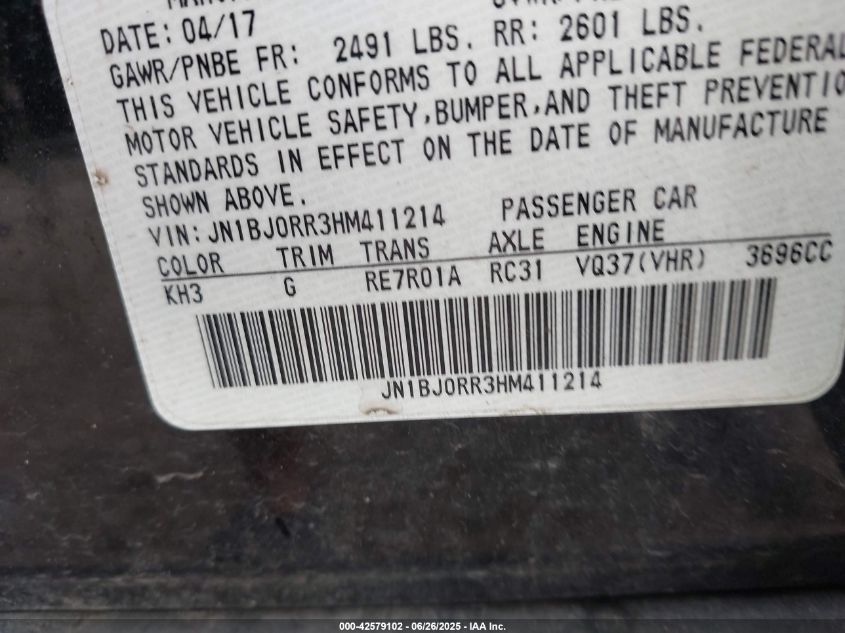 DATE: 04/17
GAWR/PNBE FR: 2491 LBS. RR: 2601 LBS.
THIS VEHICLE CONFORMS TO ALL APPLICABLE FEDERAL
MOTOR VEHICLE SAFETY, BUMPER, AND THEFT PREVENTIO
STANDARDS IN EFFECT ON THE DATE OF MANUFACTURE
SHOWN ABOVE.
VIN: JN1BJ0RR3HM411214 PASSENGER CAR
COLOR TRIM TRANS AXLE ENGINE
KH3 G RE7R01A RC31 VQ37(VHR) 3696CC
JN1BJ0RR3HM411214
000-42579102 - 06/26/2025 - IAA Inc.